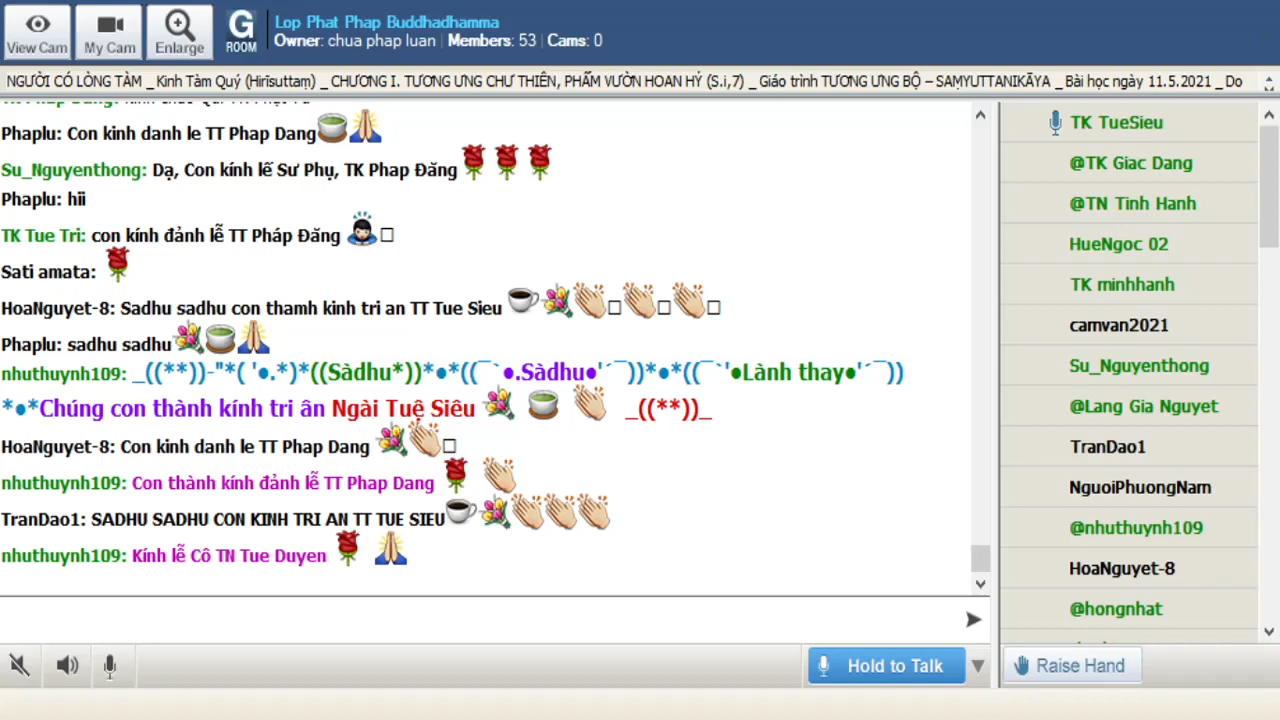 View Cam
My Cam
Enlarge
G
ROOM
Lop Phat Phap Buddhadhamma
Owner: chua phap luan | Members: 53 | Cams: 0
NGƯỜI CÓ LÒNG TÀM _ Kinh Tàm Quý (Hirīsuttaṃ) _ CHƯƠNG I. TƯƠNG ƯNG CHƯ THIÊN, PHẨM VƯỜN HOAN HỶ (S.i,7) _ Giáo trình TƯƠNG ƯNG BỘ – SAṂYUTTANIKĀYA _ Bài học ngày 11.5.2021 _ Do
Phaplu: Con kinh danh le TT Phap Dang
Su_Nguyenthong: Dạ, Con kính lễ Sư Phụ, TK Phap Đăng
Phaplu: hii
TK Tue Tri: con kính đảnh lễ TT Pháp Đăng
Sati amata:
HoaNguyet-8: Sadhu sadhu con thamh kinh tri an TT Tue Sieu
Phaplu: sadhu sadhu
nhuthuynh109: _((**))-"*( '●.*)*((Sàdhu*))*●*((¯`●.Sàdhu●'´¯))*●*((¯`'●Lành thay●'´¯))
*●*Chúng con thành kính tri ân Ngài Tuệ Siêu _((**))_
HoaNguyet-8: Con kinh danh le TT Phap Dang
nhuthuynh109: Con thành kính đảnh lễ TT Phap Dang
TranDao1: SADHU SADHU CON KINH TRI AN TT TUE SIEU
nhuthuynh109: Kính lễ Cô TN Tue Duyen
Hold to Talk
TK TueSieu
@TK Giac Dang
@TN Tinh Hanh
HueNgoc 02
TK minhhanh
camvan2021
Su_Nguyenthong
@Lang Gia Nguyet
TranDao1
NguoiPhuongNam
@nhuthuynh109
HoaNguyet-8
@hongnhat
Raise Hand